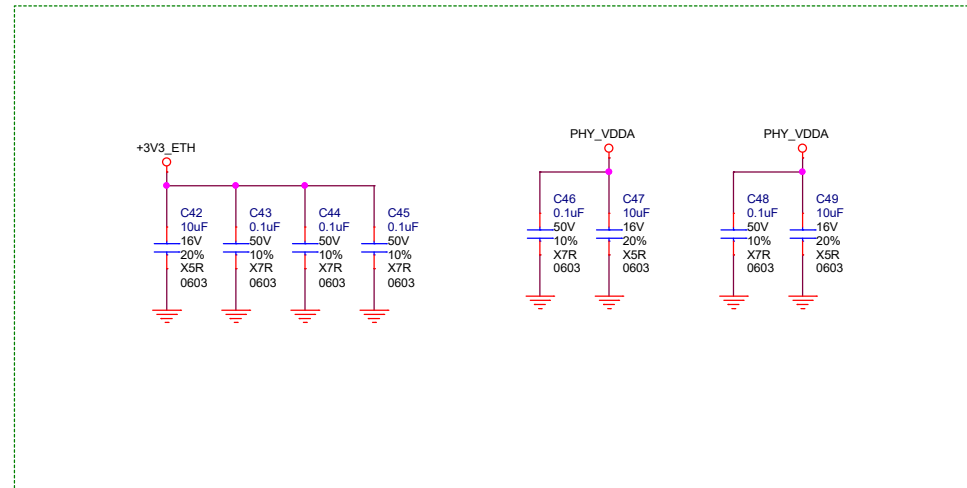 +3V3_ETH
PHY_VDDA
PHY_VDDA
C42
10uF
16V
20%
X5R
0603
C43
0.1uF
50V
10%
X7R
0603
C44
0.1uF
50V
10%
X7R
0603
C45
0.1uF
50V
10%
X7R
0603
C46
0.1uF
50V
10%
X7R
0603
C47
10uF
16V
20%
X5R
0603
C48
0.1uF
50V
10%
X7R
0603
C49
10uF
16V
20%
X5R
0603